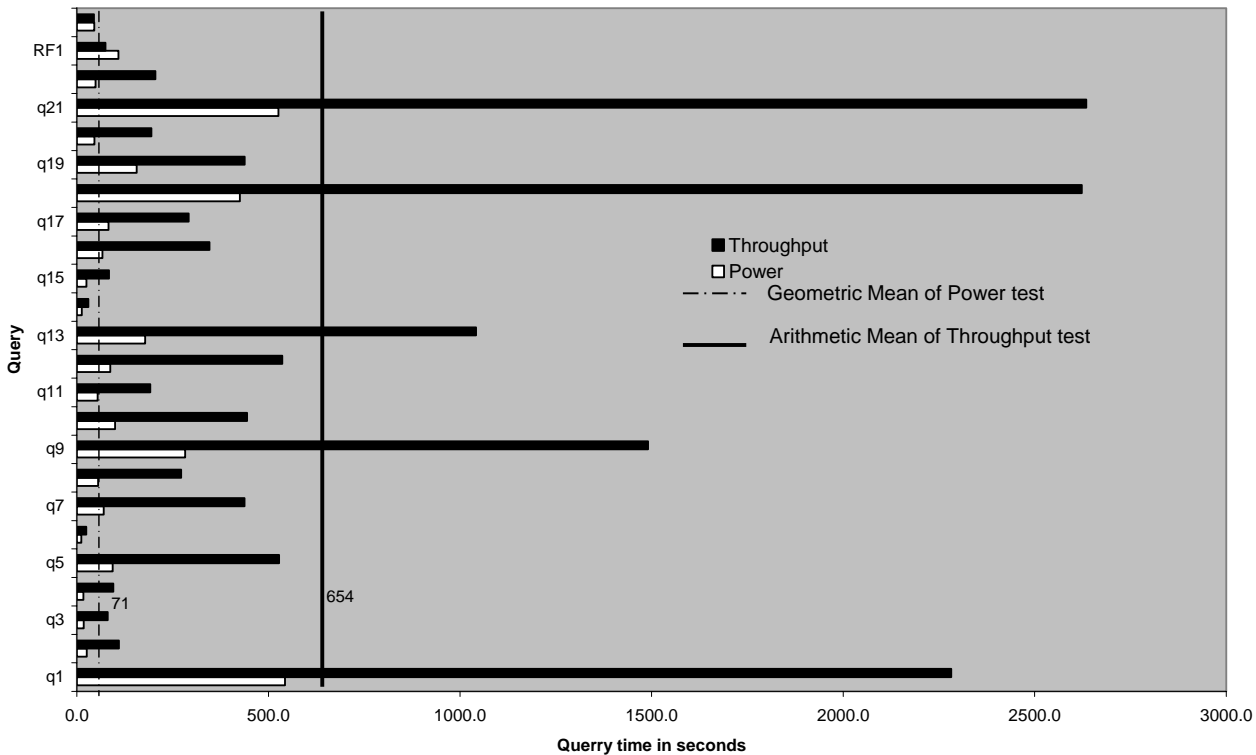 RF1
q21
q19
q17
q15
q13
q11
q9
q7
q5
q3
q1
Query
Throughput
Power
Geometric Mean of Power test
Arithmetic Mean of Throughput test
71
654
0.0 500.0 1000.0 1500.0 2000.0 2500.0 3000.0
Querry time in seconds